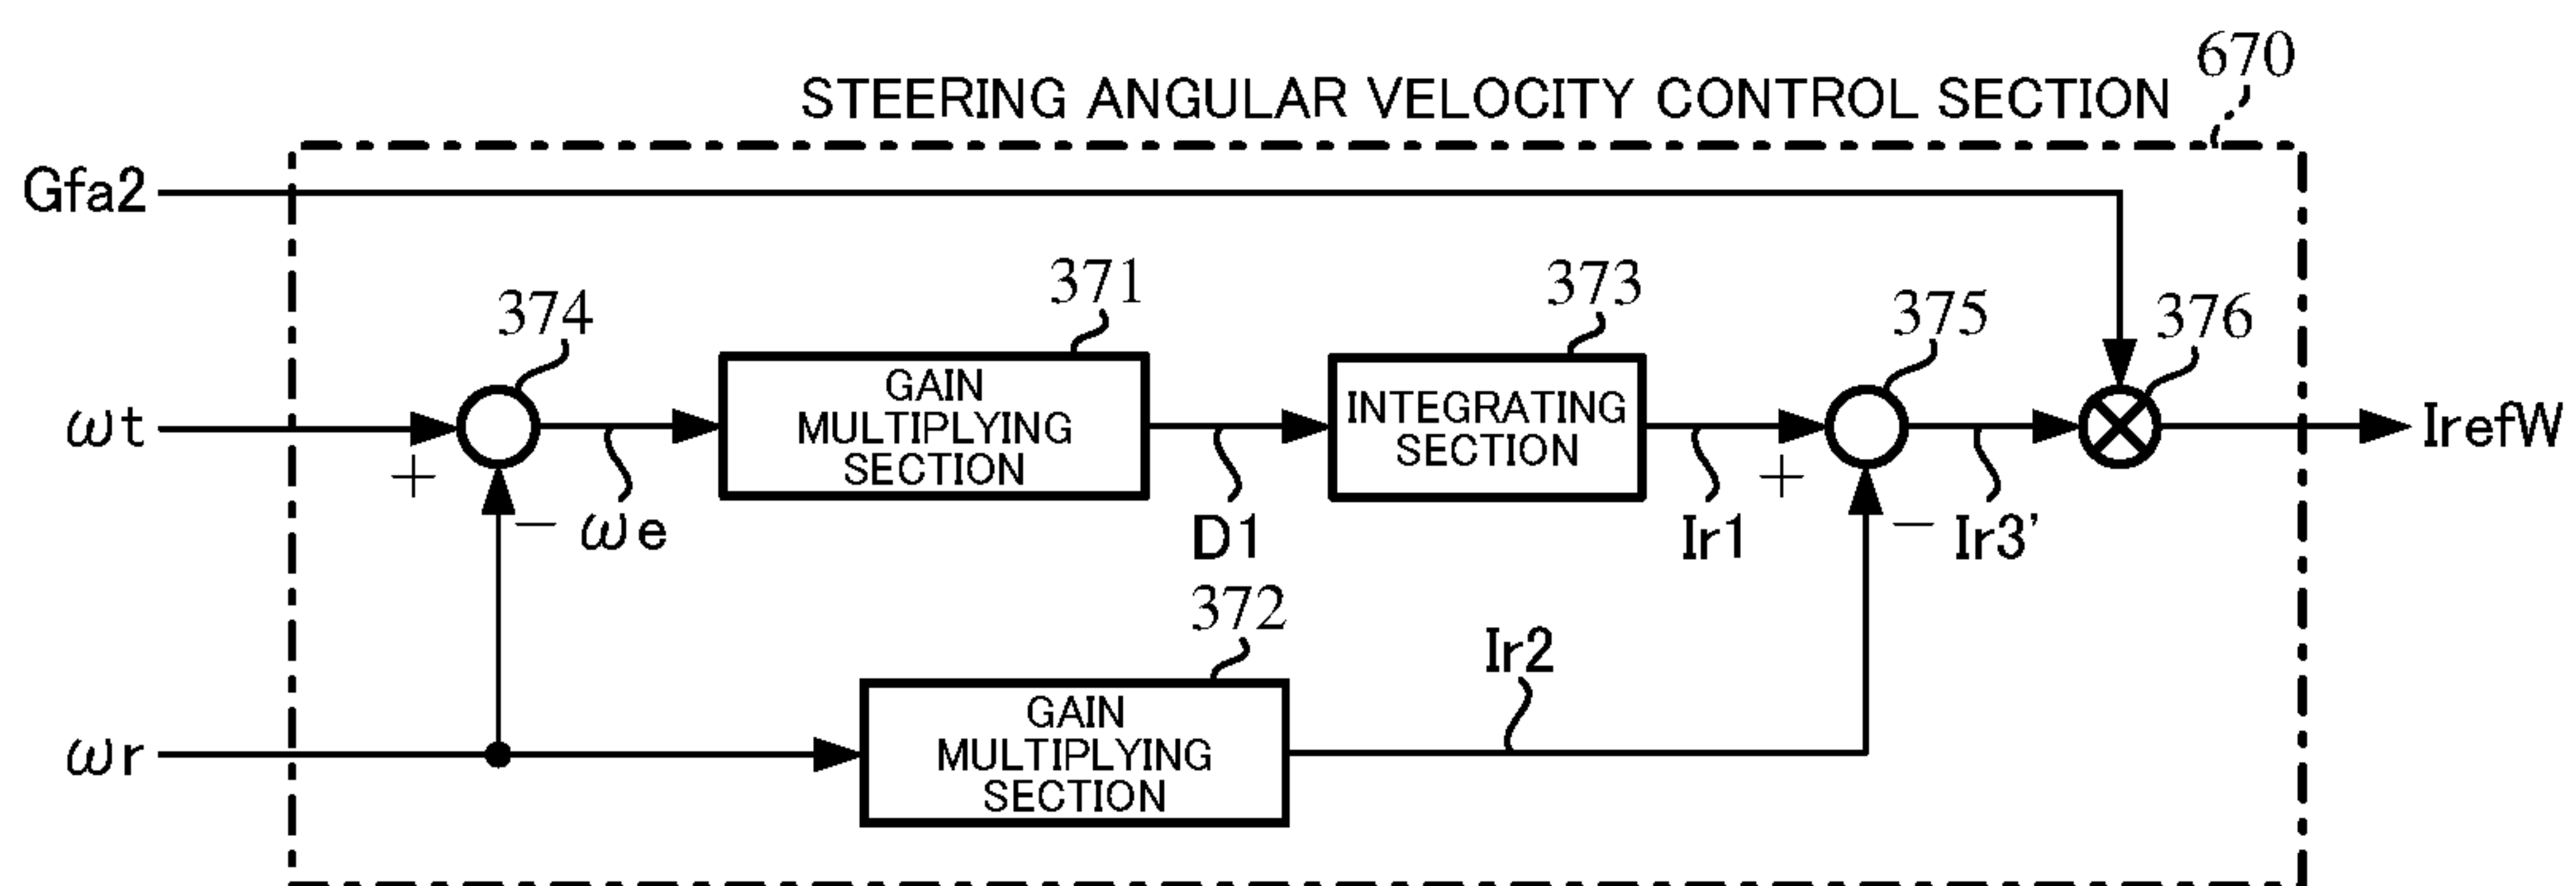 670
STEERING ANGULAR VELOCITY CONTROL SECTION
Gfa2
371
373
374
375
376
GAIN
MULTIPLYING
SECTION
INTEGRATING
SECTION
ωt
IrefW
+
+
− ωe
D1
Ir1
− Ir3'
372
Ir2
GAIN
MULTIPLYING
SECTION
ωr